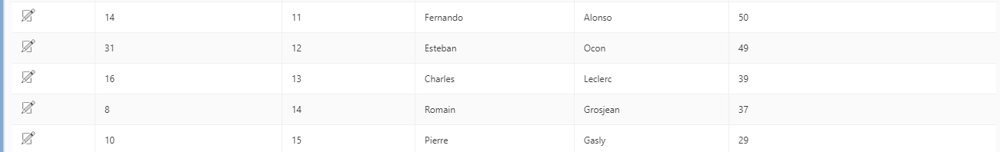 14 11 Fernando Alonso 50
31 12 Esteban Ocon 49
16 13 Charles Leclerc 39
8 14 Romain Grosjean 37
10 15 Pierre Gasly 29